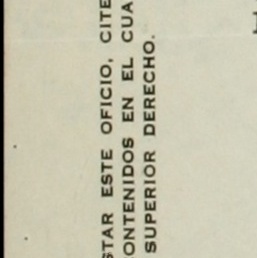 STAR ESTE OFICIO, CITE
ONTENIDOS EN EL CUA
SUPERIOR DERECHO.